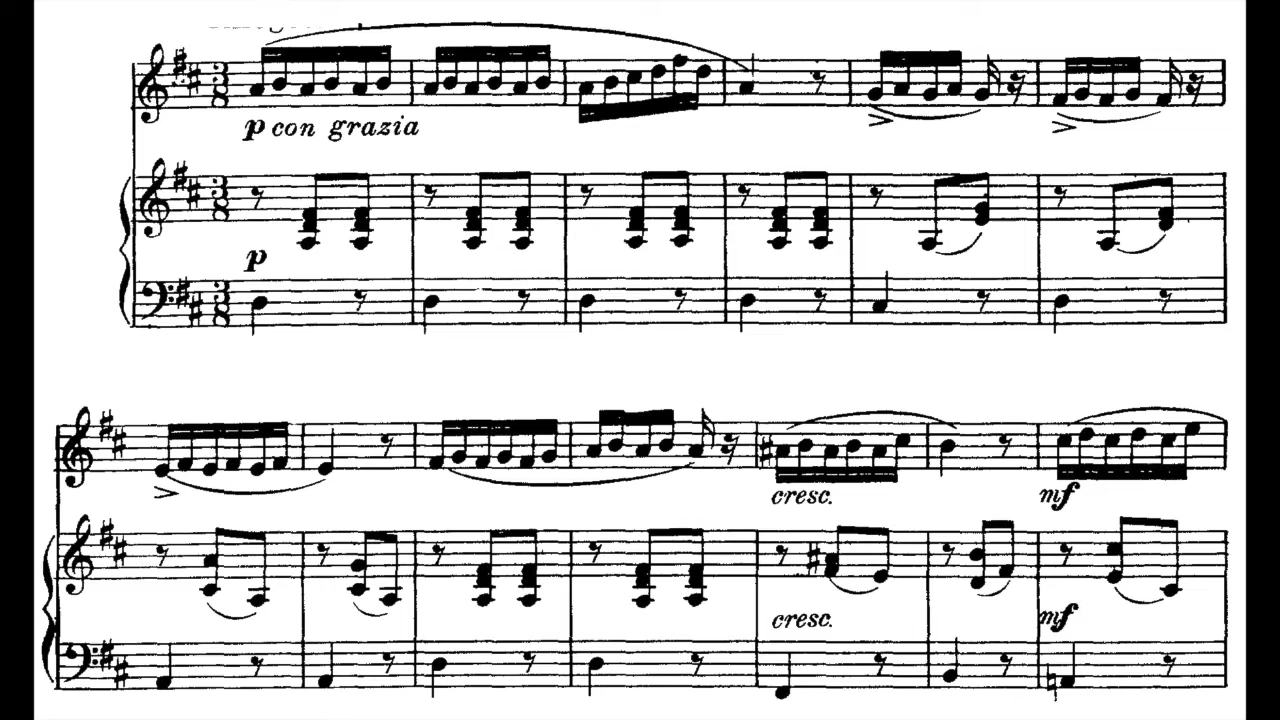 p con grazia
p
cresc.
mf
cresc.
mf